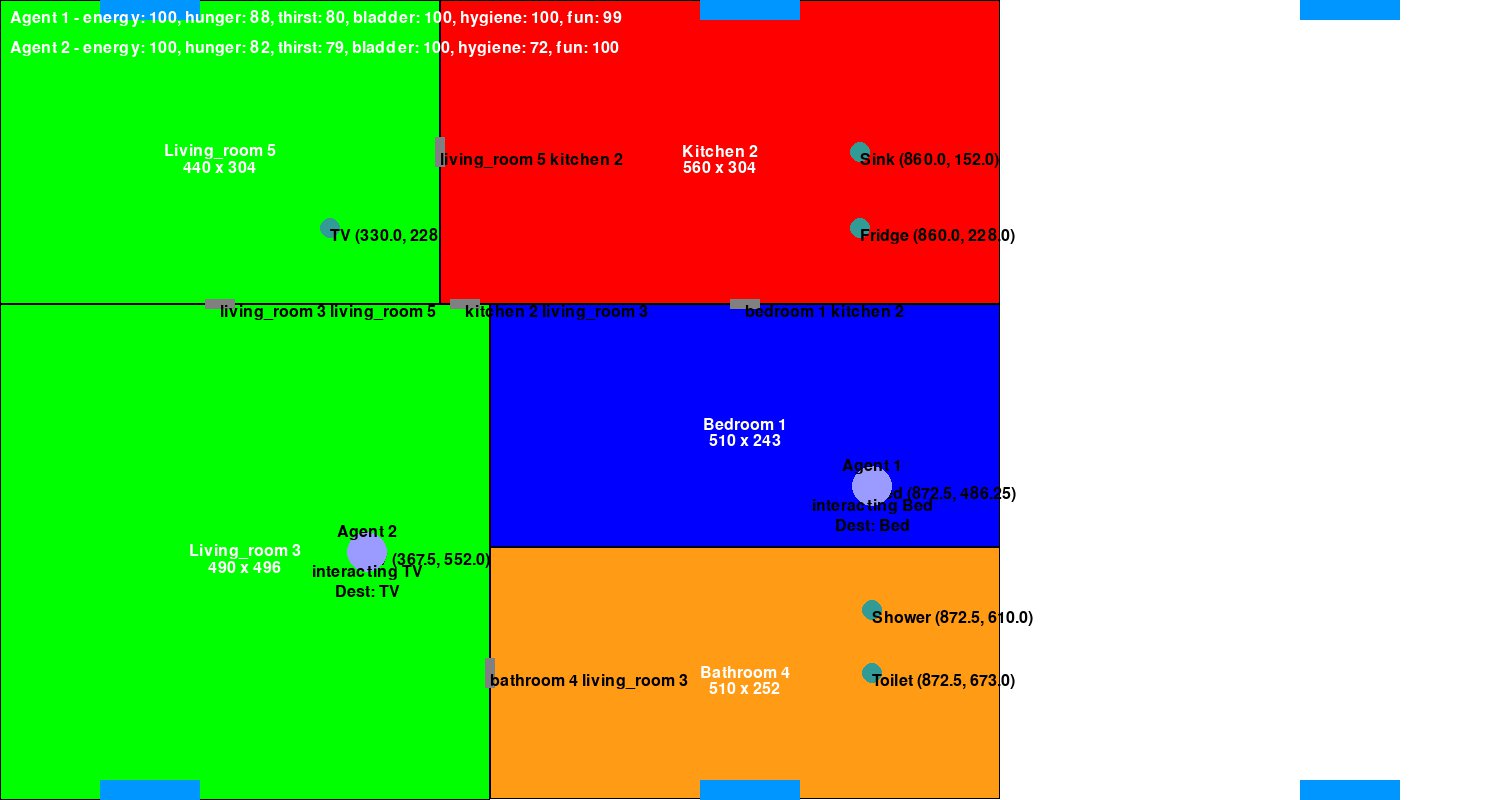 Agent 1 - energy: 100, hunger: 88, thirst: 80, bladder: 100, hygiene: 100, fun: 99
Agent 2 - energy: 100, hunger: 82, thirst: 79, bladder: 100, hygiene: 72, fun: 100
Living_room 5
440 x 304
Kitchen 2
560 x 304
living_room 5 kitchen 2
Sink (860.0, 152.0)
TV (330.0, 228
Fridge (860.0, 228.0)
living_room 3 living_room 5
kitchen 2 living_room 3
bedroom 1 kitchen 2
Bedroom 1
510 x 243
Agent 1
d (872.5, 486.25)
interacting Bed
Dest: Bed
Agent 2
Living_room 3
490 x 496
(367.5, 552.0)
interacting TV
Dest: TV
Shower (872.5, 610.0)
Bathroom 4
510 x 252
bathroom 4 living_room 3
Toilet (872.5, 673.0)